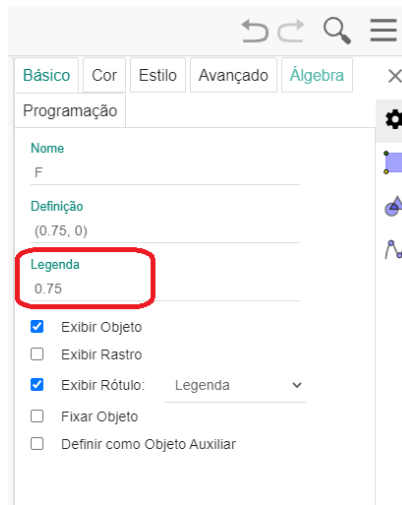 Básico Cor Estilo Avançado Álgebra
Programação
Nome
F
Definição
(0.75, 0)
Legenda
0.75
Exibir Objeto
Exibir Rastro
Exibir Rótulo: Legenda
Fixar Objeto
Definir como Objeto Auxiliar